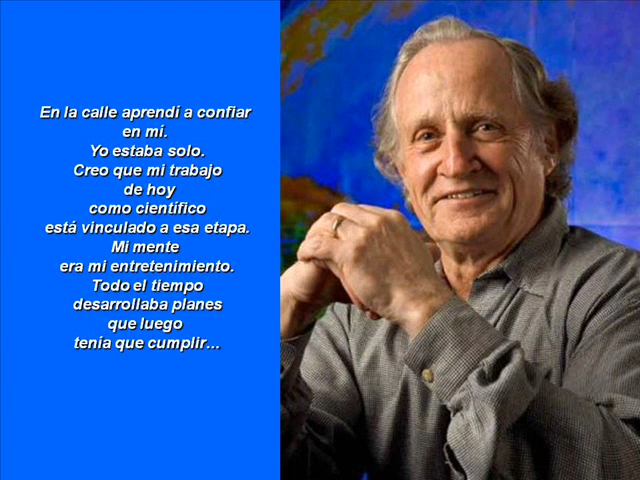 En la calle aprendí a confiar
en mí.
Yo estaba solo.
Creo que mi trabajo
de hoy
como científico
está vinculado a esa etapa.
Mi mente
era mi entretenimiento.
Todo el tiempo
desarrollaba planes
que luego
tenía que cumplir…